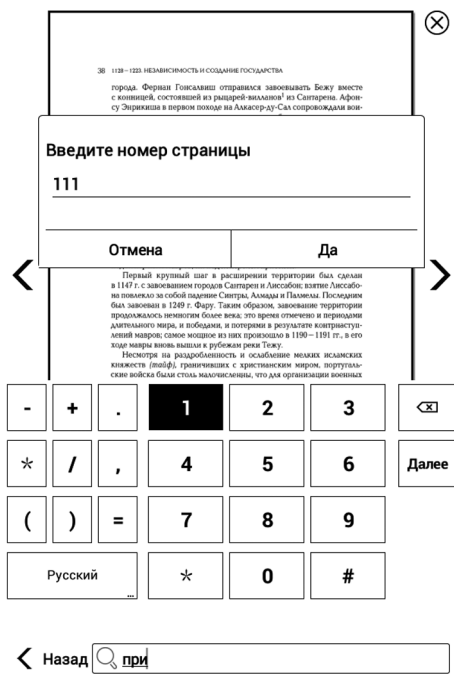 38 1128–1223. НЕЗАВИСИМОСТЬ И СОЗДАНИЕ ГОСУДАРСТВА
города. Фернан Гонсалвиш отправился завоевывать Бежу вместе
с конницей, состоявшей из рыцарей-вилланов¹ из Сантарена. Афон-
су Энрикиша в первом походе на Алкасер-ду-Сал сопровождали вои-
Введите номер страницы
111
Отмена Да
Первый крупный шаг в расширении территории был сделан
в 1147 г. с завоеванием городов Сантарен и Лиссабон; взятие Лиссабо-
на повлекло за собой падение Синтры, Алмады и Палмелы. Последним
был завоеван в 1249 г. Фару. Таким образом, завоевание территории
продолжалось немногим более века; это время отмечено и периодами
длительного мира, и победами, и потерями в результате контрнаступ-
лений мавров; самое мощное из них произошло в 1190–1191 гг., в его
ходе мавры вновь вышли к рубежам реки Тежу.
Несмотря на раздробленность и ослабление мелких исламских
княжеств (тайф), граничивших с христианским миром, португаль-
ские войска были столь малочисленны, что для организации военных
- + . 1 2 3
* / , 4 5 6 Далее
( ) = 7 8 9
Русский ... * 0 #
Назад при